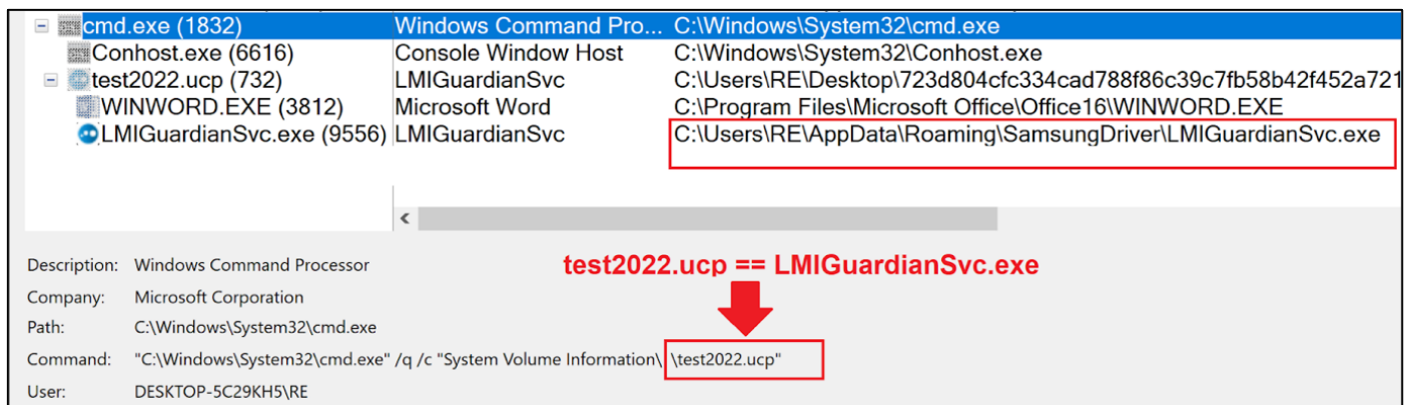 cmd.exe (1832) Windows Command Pro... C:\Windows\System32\cmd.exe
Conhost.exe (6616) Console Window Host C:\Windows\System32\Conhost.exe
test2022.ucp (732) LMIGuardianSvc C:\Users\RE\Desktop\723d804cfc334cad788f86c39c7fb58b42f452a721
WINWORD.EXE (3812) Microsoft Word C:\Program Files\Microsoft Office\Office16\WINWORD.EXE
LMIGuardianSvc.exe (9556) LMIGuardianSvc C:\Users\RE\AppData\Roaming\SamsungDriver\LMIGuardianSvc.exe
Description: Windows Command Processor
test2022.ucp == LMIGuardianSvc.exe
Company: Microsoft Corporation
Path: C:\Windows\System32\cmd.exe
Command: "C:\Windows\System32\cmd.exe" /q /c "System Volume Information\ \test2022.ucp"
User: DESKTOP-5C29KH5\RE